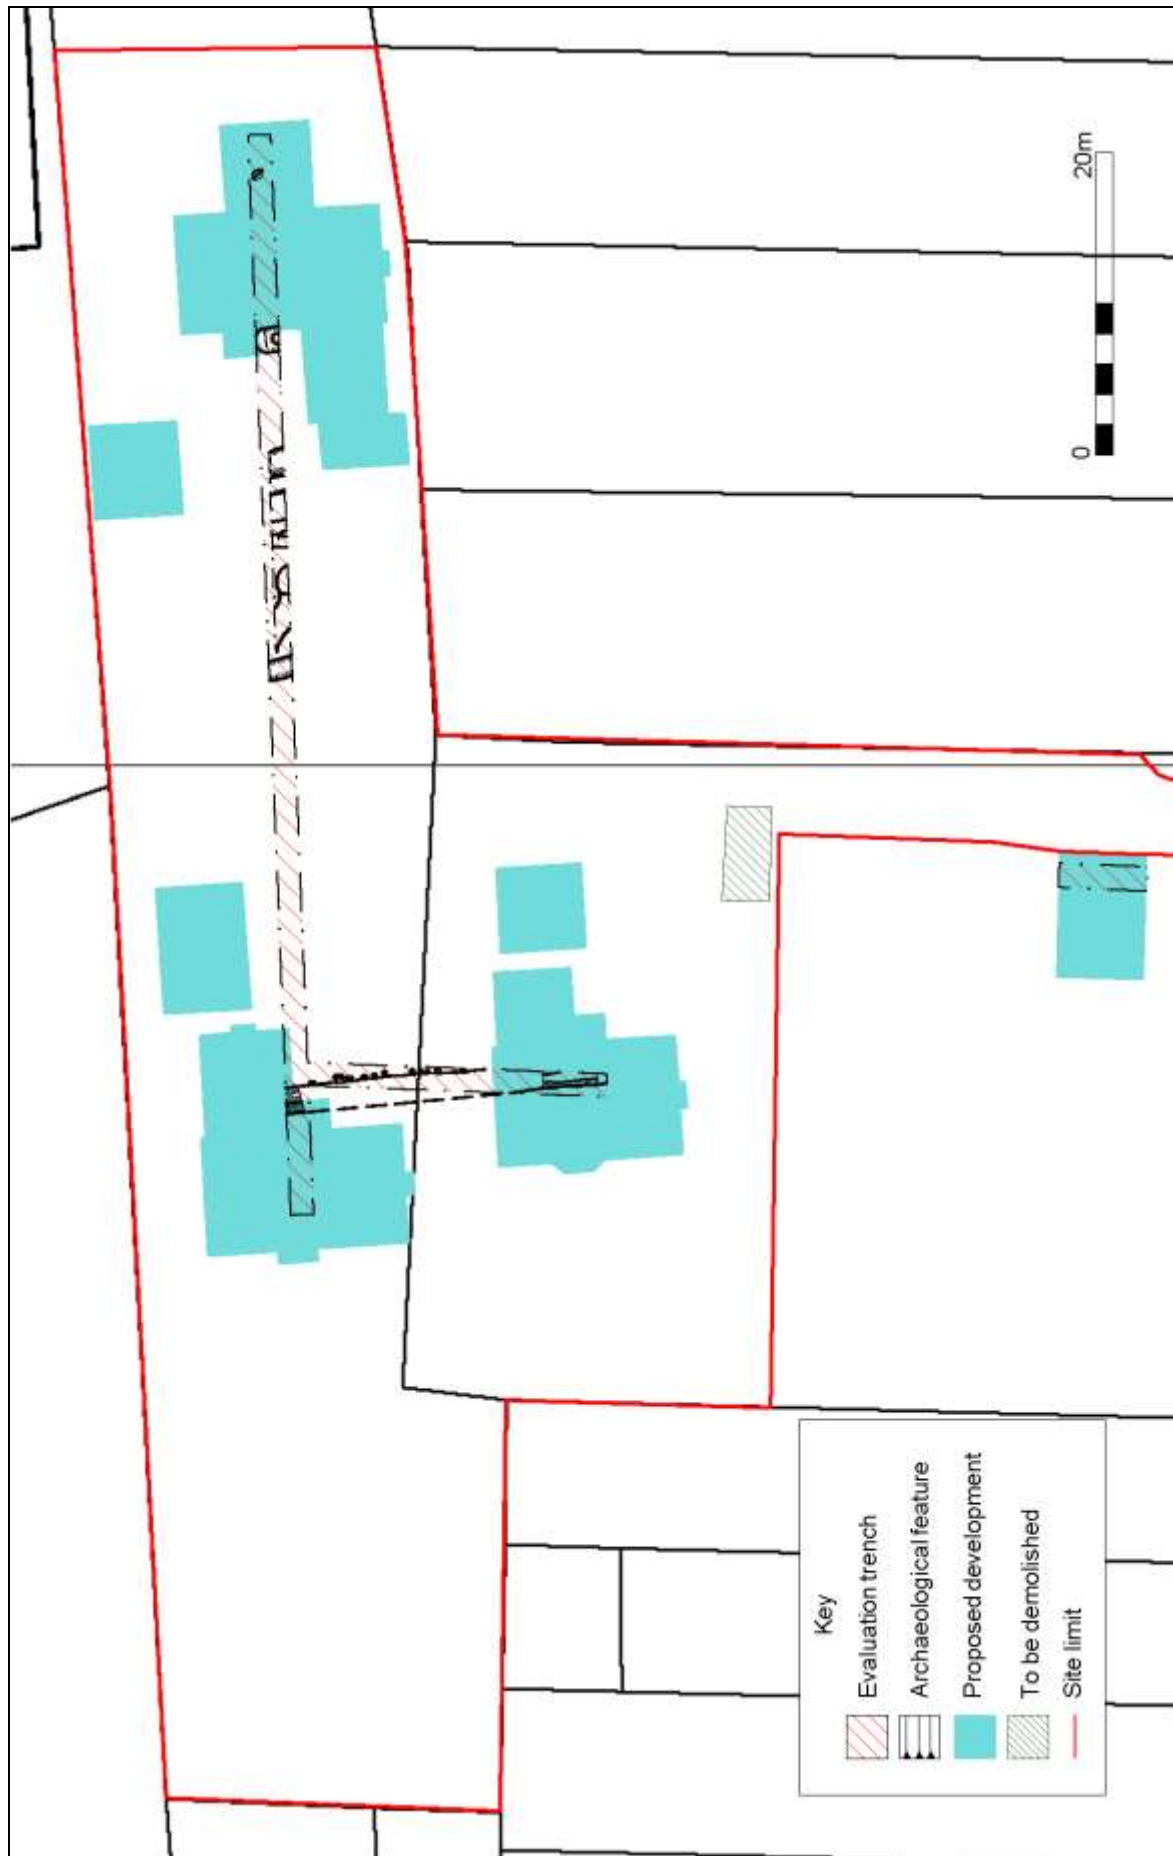 Key
Evaluation trench
Archaeological feature
Proposed development
To be demolished
Site limit
0
20m